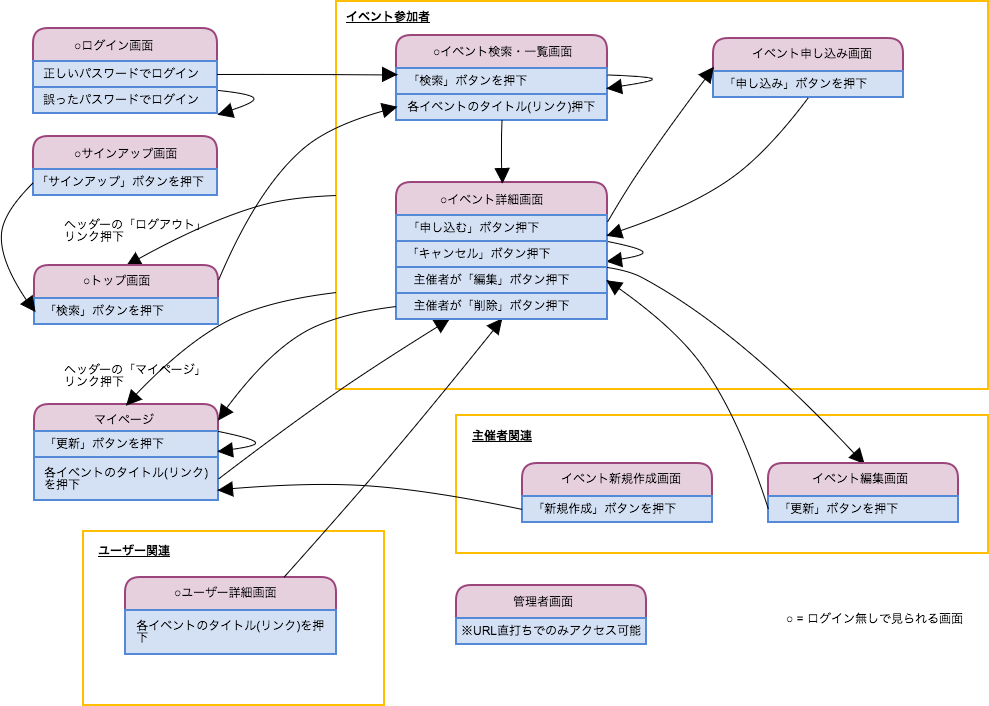 ○ログイン画面
正しいパスワードでログイン
誤ったパスワードでログイン
○サインアップ画面
「サインアップ」ボタンを押下
ヘッダーの「ログアウト」
リンク押下
○トップ画面
「検索」ボタンを押下
ヘッダーの「マイページ」
リンク押下
マイページ
「更新」ボタンを押下
各イベントのタイトル(リンク)
を押下
イベント参加者
○イベント検索・一覧画面
「検索」ボタンを押下
各イベントのタイトル(リンク)押下
イベント申し込み画面
「申し込み」ボタンを押下
○イベント詳細画面
「申し込む」ボタン押下
「キャンセル」ボタン押下
主催者が「編集」ボタン押下
主催者が「削除」ボタン押下
主催者関連
イベント新規作成画面
「新規作成」ボタンを押下
イベント編集画面
「更新」ボタンを押下
ユーザー関連
○ユーザー詳細画面
各イベントのタイトル(リンク)を押
下
管理者画面
※URL直打ちでのみアクセス可能
○ = ログイン無しで見られる画面